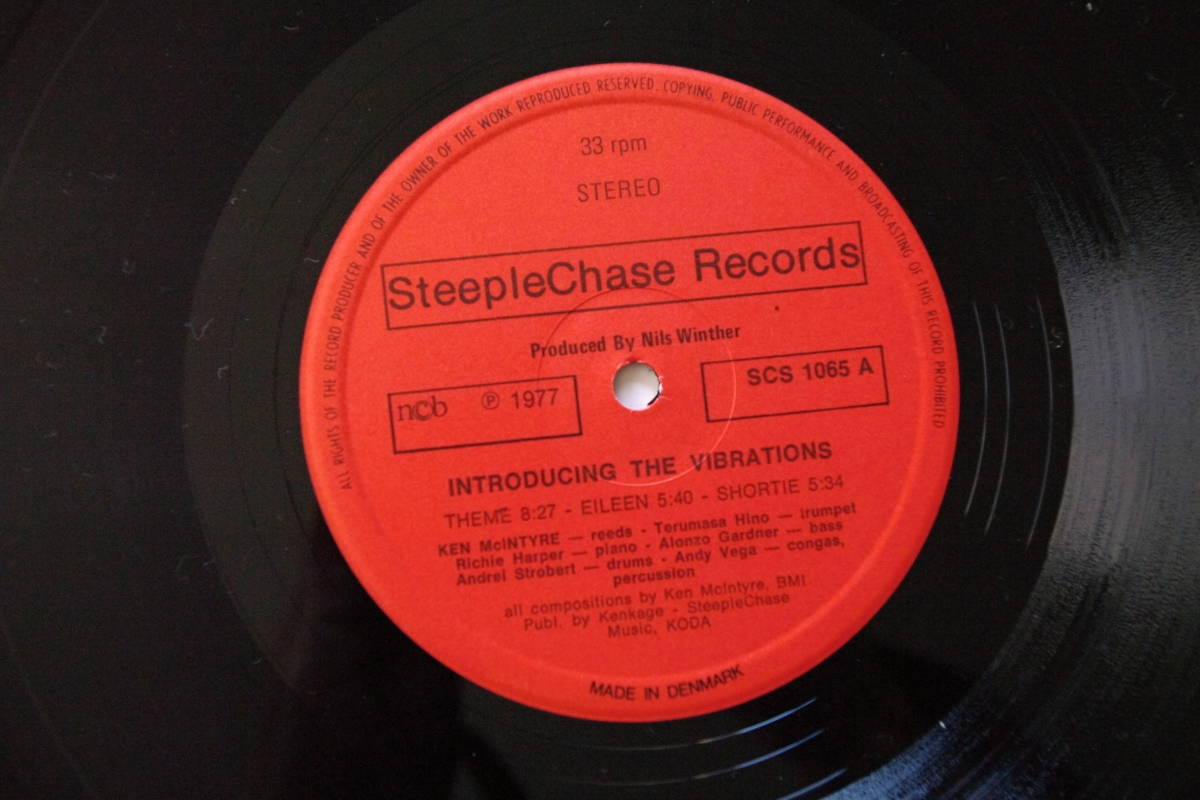 ALL RIGHTS OF THE RECORD PRODUCER AND OF THE OWNER OF THE WORK REPRODUCED RESERVED. COPYING, PUBLIC PERFORMANCE AND BROADCASTING OF THIS RECORD PROHIBITED
33 rpm
STEREO
SteepleChase Records
Produced By Nils Winther
ncb ℗ 1977
SCS 1065 A
INTRODUCING THE VIBRATIONS
THEME 8:27 - EILEEN 5:40 - SHORTIE 5:34
KEN McINTYRE — reeds - Terumasa Hino — trumpet
Richie Harper — piano - Alonzo Gardner — bass
Andrei Strobert — drums - Andy Vega — congas,
percussion
all compositions by Ken McIntyre, BMI
Publ. by Kenkage - SteepleChase
Music, KODA
MADE IN DENMARK